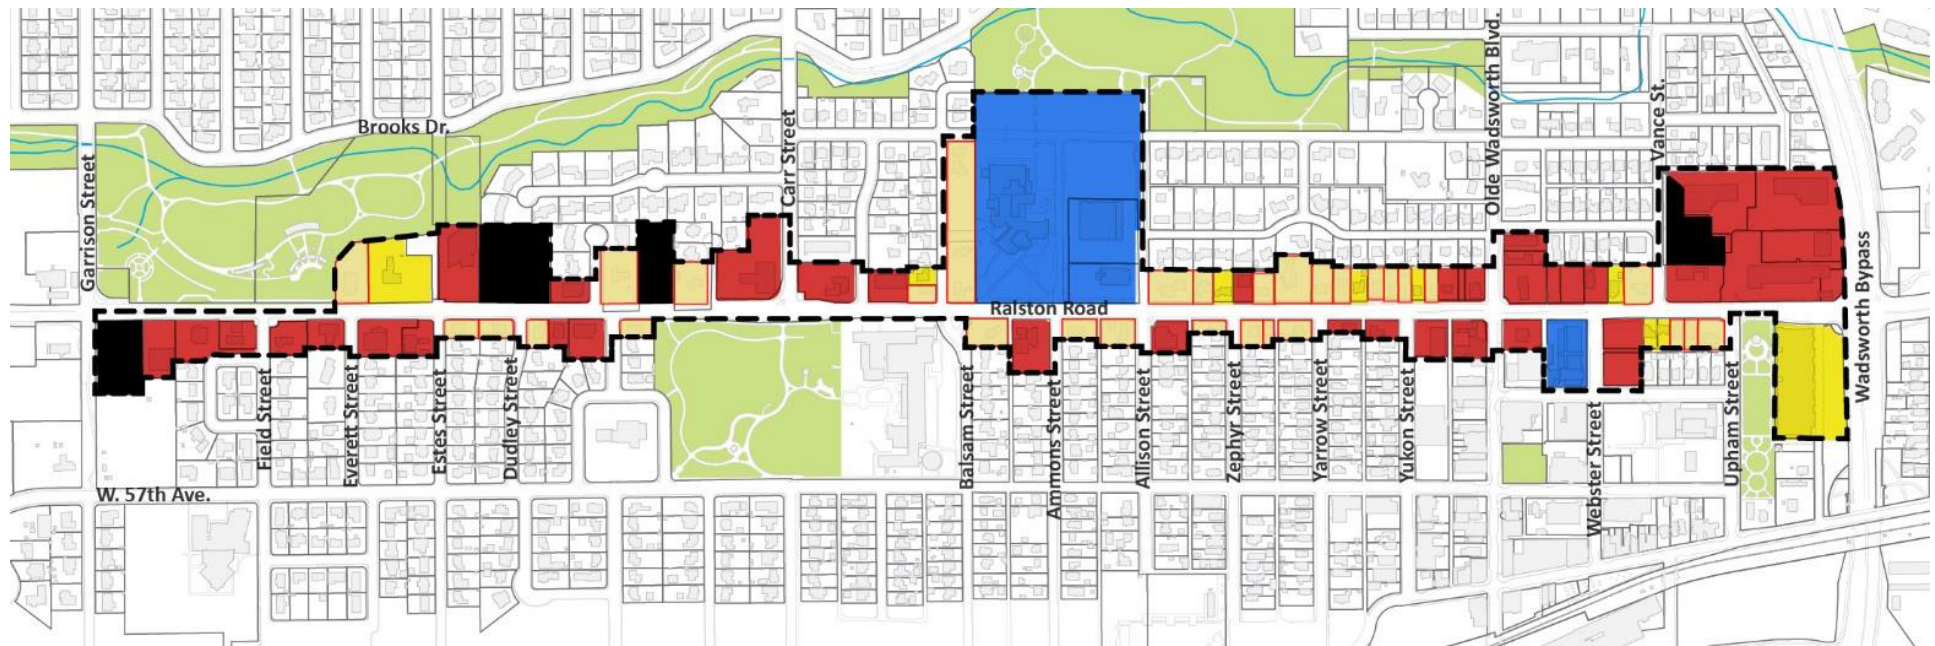 Brooks Dr.
Garrison Street
Carr Street
Olde Wadsworth Blvd.
Vance St.
Wadsworth Bypass
Ralston Road
Field Street
Everett Street
Estes Street
Dudley Street
Balsam Street
Ammons Street
Allison Street
Zephyr Street
Yarrow Street
Yukon Street
Webster Street
Upham Street
W. 57th Ave.